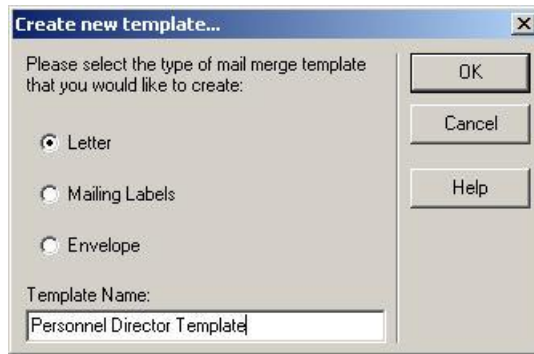 Create new template...
Please select the type of mail merge template
that you would like to create:
Letter
Mailing Labels
Envelope
Template Name:
Personnel Director Template
OK
Cancel
Help